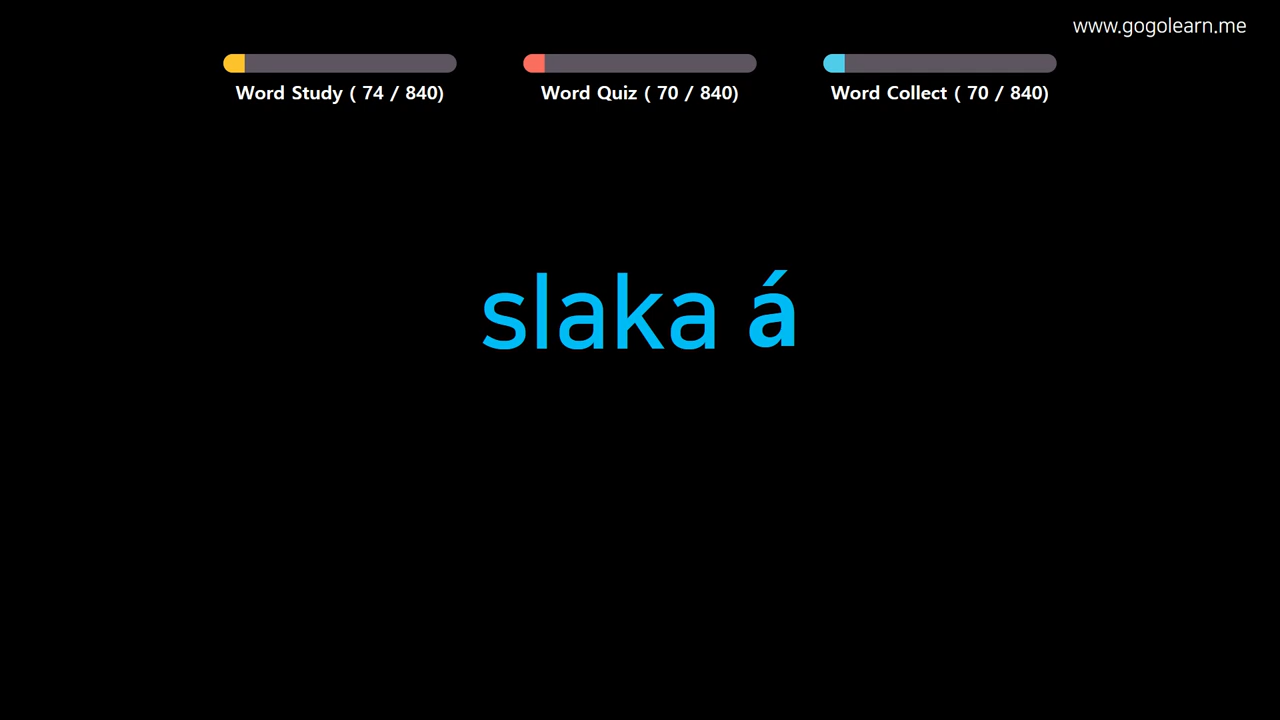 www.gogolearn.me
Word Study ( 74 / 840)
Word Quiz ( 70 / 840)
Word Collect ( 70 / 840)
slaka á